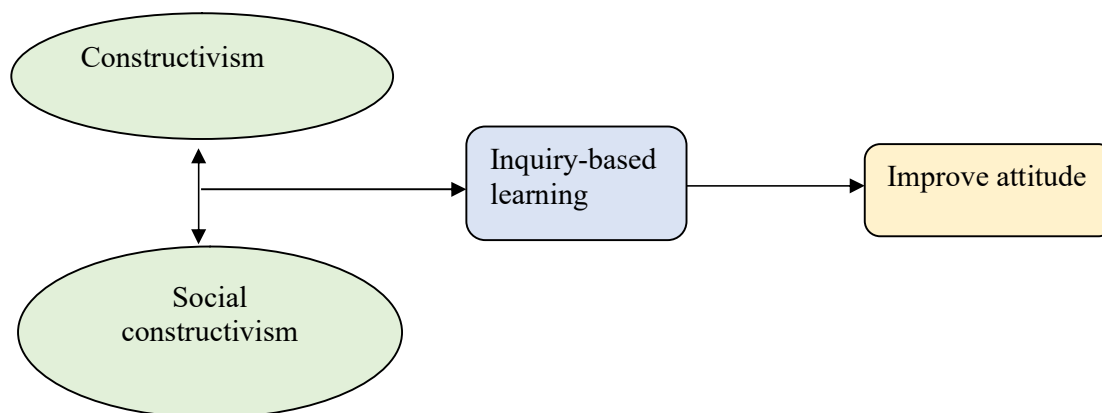 Constructivism
Inquiry-based
learning
Improve attitude
Social
constructivism